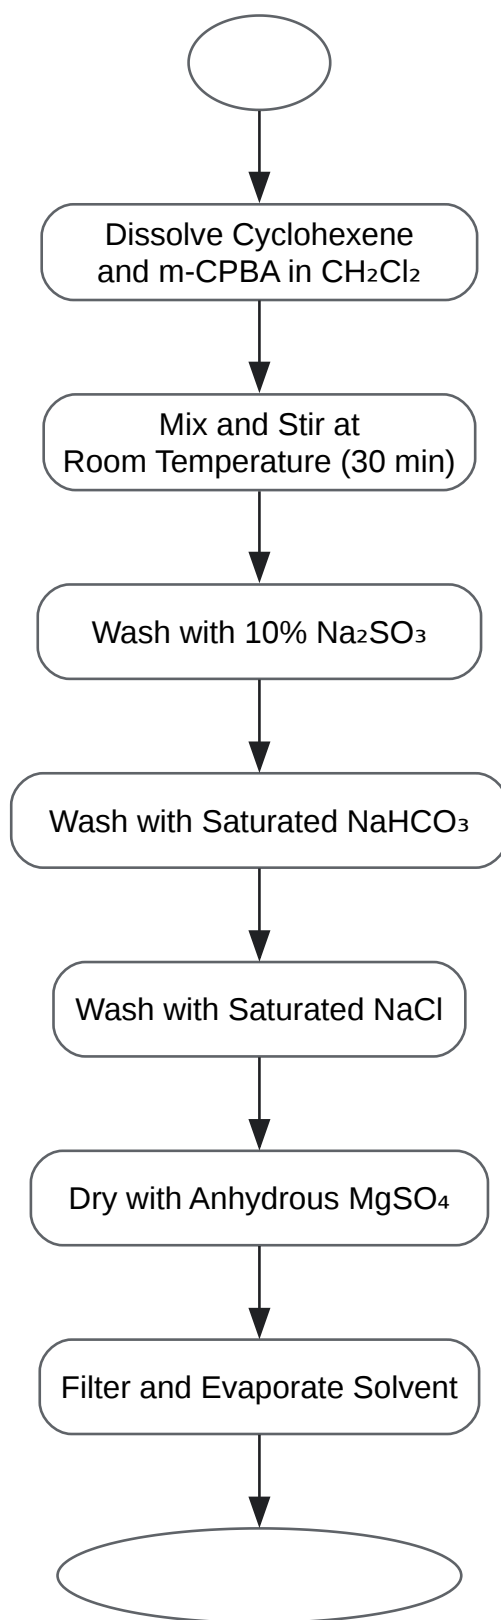 Dissolve Cyclohexene
and m-CPBA in CH₂Cl₂
Mix and Stir at
Room Temperature (30 min)
Wash with 10% Na₂SO₃
Wash with Saturated NaHCO₃
Wash with Saturated NaCl
Dry with Anhydrous MgSO₄
Filter and Evaporate Solvent